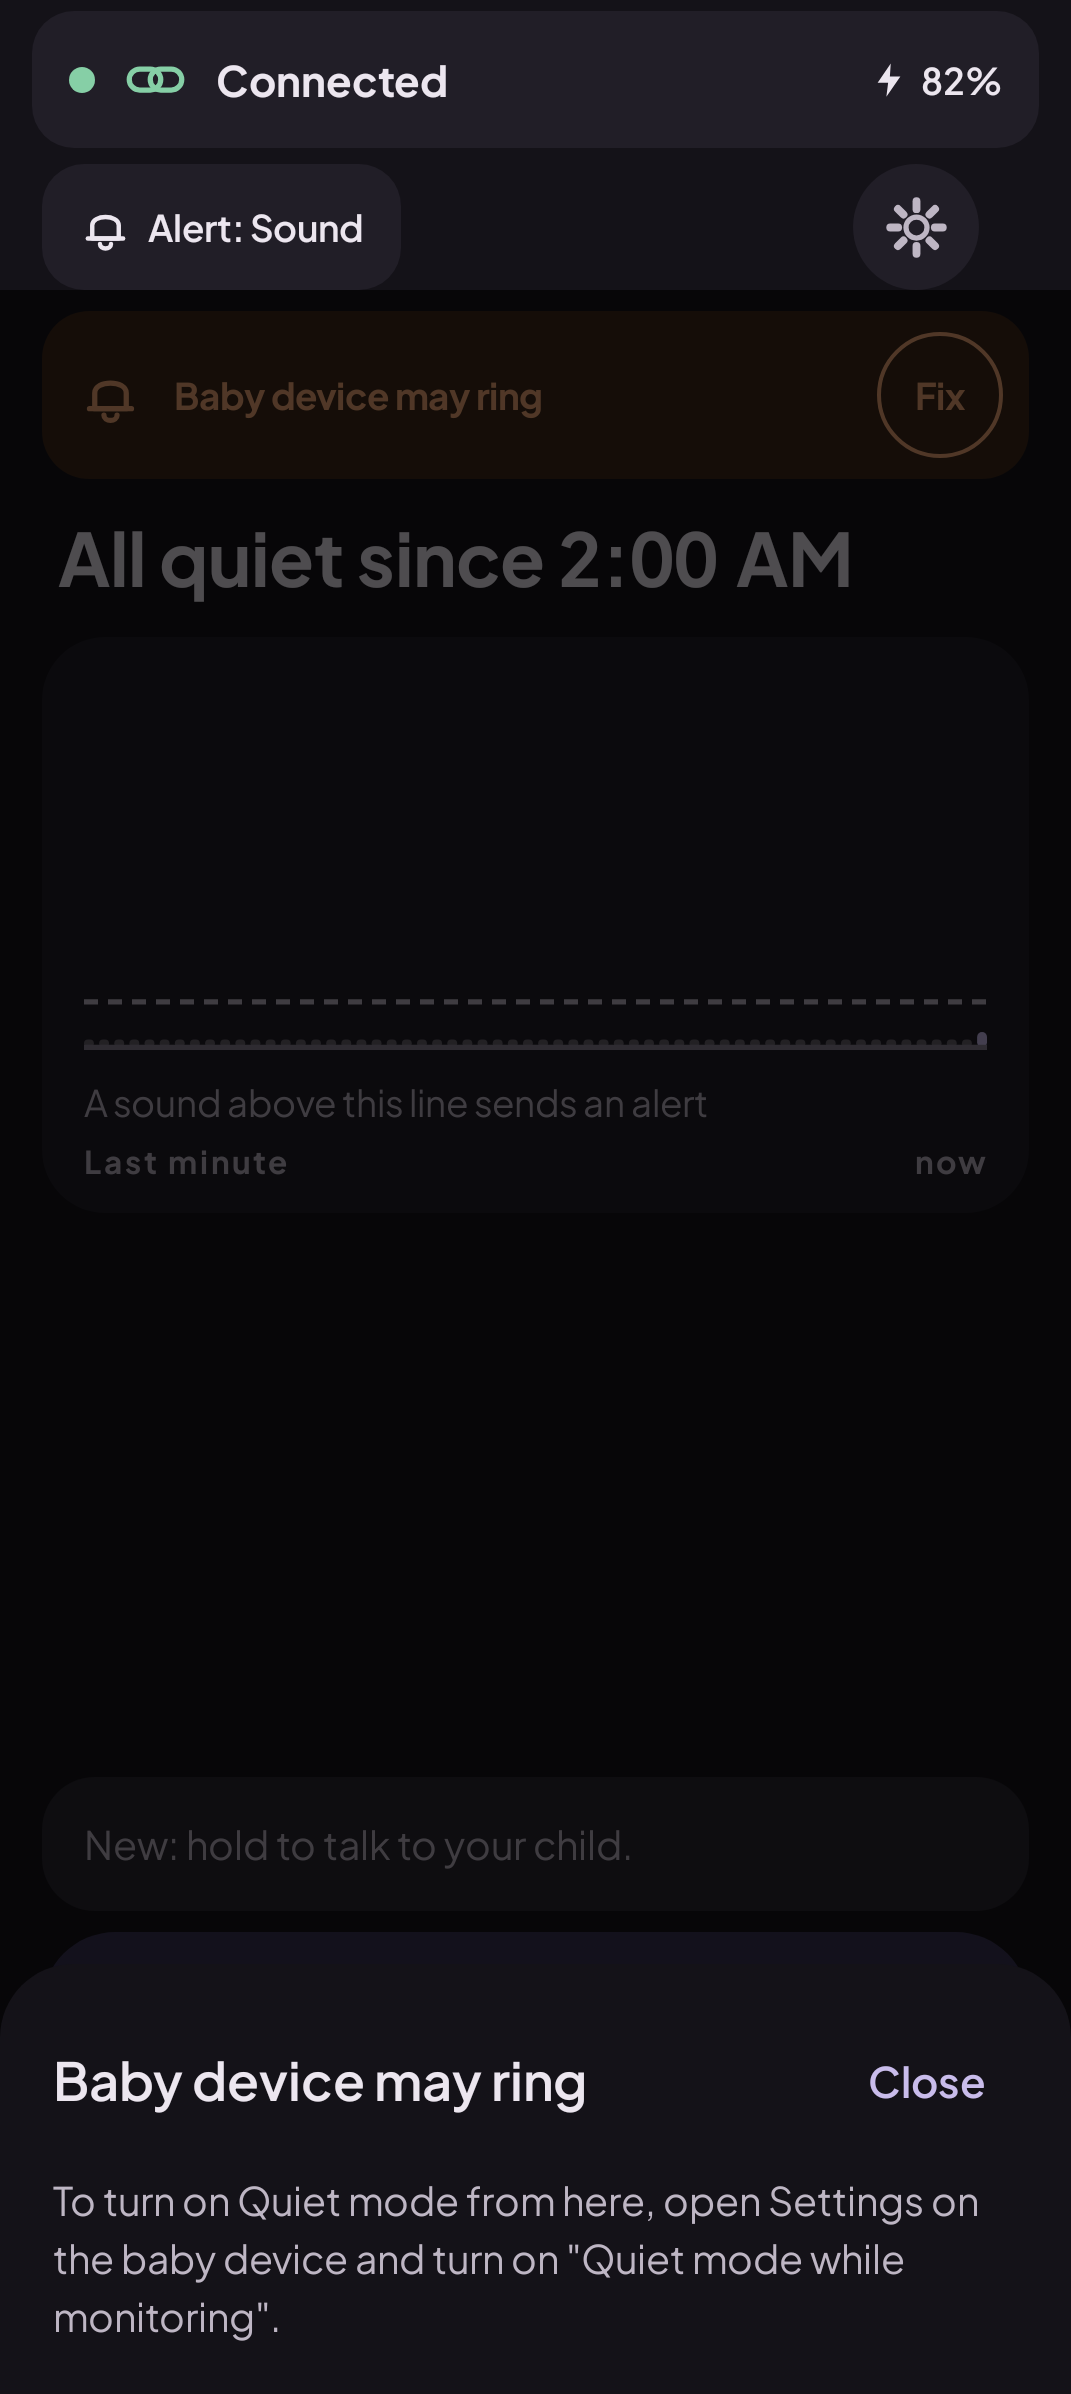 Connected
82%
Alert: Sound
Baby device may ring
Fix
All quiet since 2:00 AM
A sound above this line sends an alert
Last minute
now
New: hold to talk to your child.
Baby device may ring
Close
To turn on Quiet mode from here, open Settings on
the baby device and turn on "Quiet mode while
monitoring".